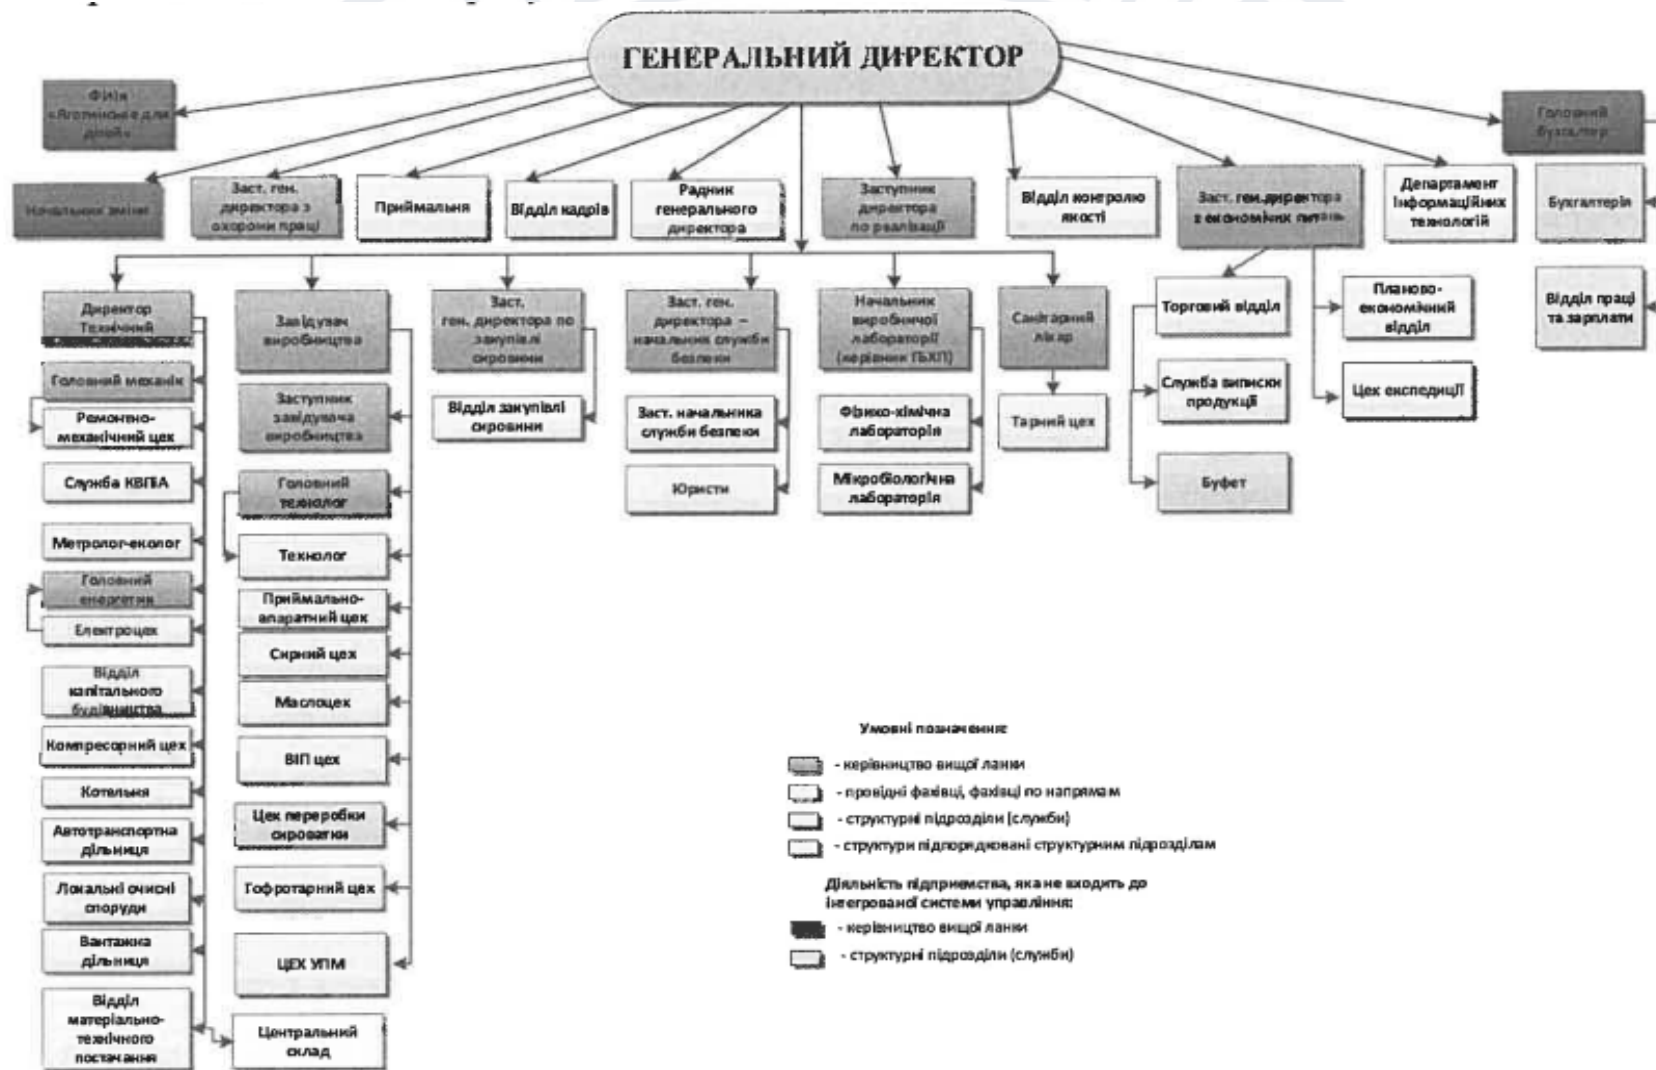 ГЕНЕРАЛЬНИЙ ДИРЕКТОР
Філія
«Яготинське для
дітей»
Головний
бухгалтер
Начальник зміни
Заст. ген.
директора з
охорони праці
Приймальня
Відділ кадрів
Радник
генерального
директора
Заступник
директора
по реалізації
Відділ контролю
якості
Заст. ген.директора
з економічних питань
Департамент
інформаційних
технологій
Бухгалтерія
Директор
Технічний
Завідувач
виробництва
Заст.
ген. директора по
закупівлі
сировини
Заст. ген.
директора –
начальник служби
безпеки
Начальник
виробничої
лабораторії
(керівник ГБХП)
Санітарний
лікар
Торговий відділ
Планово-
економічний
відділ
Відділ праці
та зарплати
Головний механік
Ремонтно-
механічний цех
Служба КВПіА
Метролог-еколог
Головний
енергетик
Електроцех
Відділ
капітального
будівництва
Компресорний цех
Котельня
Автотранспортна
дільниця
Локальні очисні
споруди
Вантажна
дільниця
Відділ
матеріально-
технічного
постачання
Заступник
завідувача
виробництва
Головний
технолог
Технолог
Приймально-
апаратний цех
Сирний цех
Маслоцех
ВІП цех
Цех переробки
сироватки
Гофротарний цех
ЦЕХ УПМ
Центральний
склад
Відділ закупівлі
сировини
Заст. начальника
служби безпеки
Юристи
Фізико-хімічна
лабораторія
Мікробіологічна
лабораторія
Тарний цех
Служба виписки
продукції
Буфет
Цех експедиції
Умовні позначення:
- керівництво вищої ланки
- провідні фахівці, фахівці по напрямам
- структурні підрозділи (служби)
- структури підпорядковані структурним підрозділам
Діяльність підприємства, яка не входить до
інтегрованої системи управління:
- керівництво вищої ланки
- структурні підрозділи (служби)